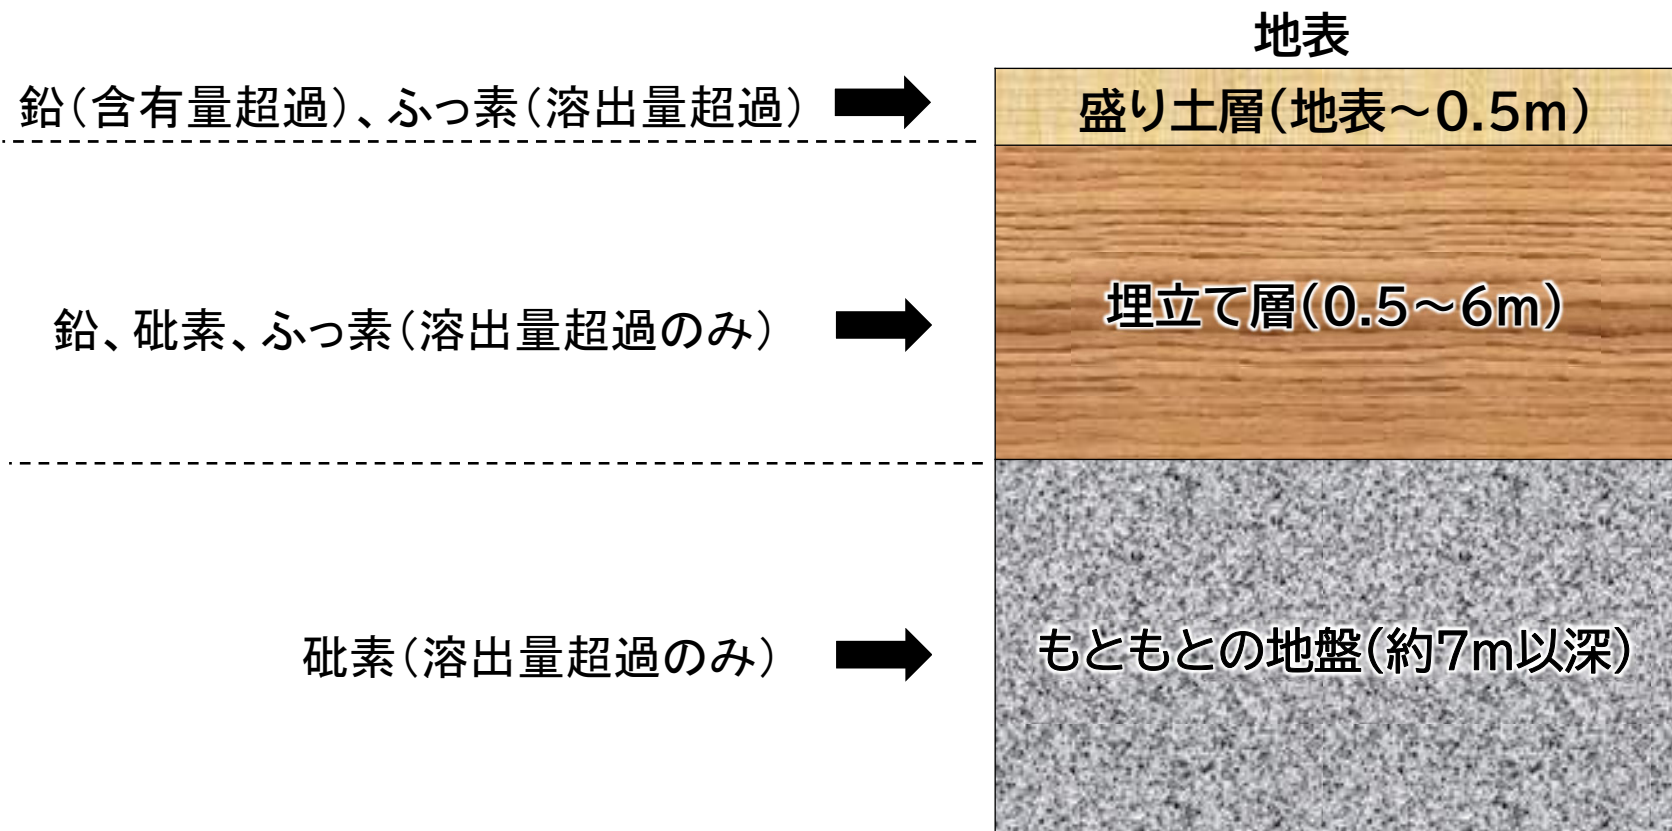 地表
鉛(含有量超過)、ふっ素(溶出量超過)
盛り土層(地表～0.5m)
鉛、砒素、ふっ素(溶出量超過のみ)
埋立て層(0.5～6m)
砒素(溶出量超過のみ)
もともとの地盤(約7m以深)